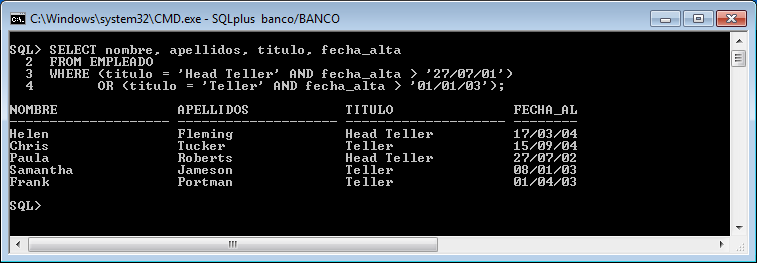 C:\Windows\system32\CMD.exe - SQLplus banco/BANCO
SQL> SELECT nombre, apellidos, titulo, fecha_alta
2 FROM EMPLEADO
3 WHERE (titulo = 'Head Teller' AND fecha_alta > '27/07/01')
4 OR (titulo = 'Teller' AND fecha_alta > '01/01/03');
NOMBRE APELLIDOS TITULO FECHA_AL
Helen Fleming Head Teller 17/03/04
Chris Tucker Teller 15/09/04
Paula Roberts Head Teller 27/07/02
Samantha Jameson Teller 08/01/03
Frank Portman Teller 01/04/03
SQL>